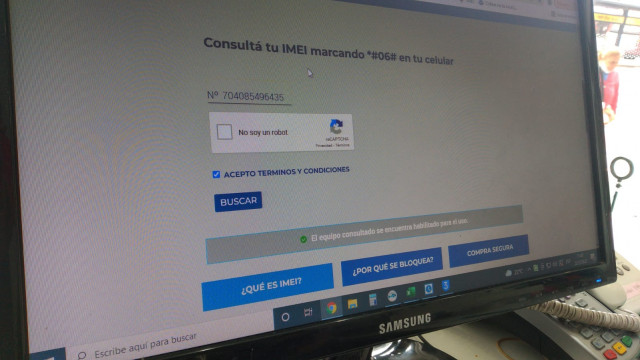 Consultá tu IMEI marcando *#06# en tu celular
Nº 704085496435
No soy un robot
reCAPTCHA
Privacidad - Términos
ACEPTO TERMINOS Y CONDICIONES
BUSCAR
El equipo consultado se encuentra habilitado para el uso.
¿QUÉ ES IMEI?
¿POR QUÉ SE BLOQUEA?
COMPRA SEGURA
Escribe aquí para buscar
SAMSUNG